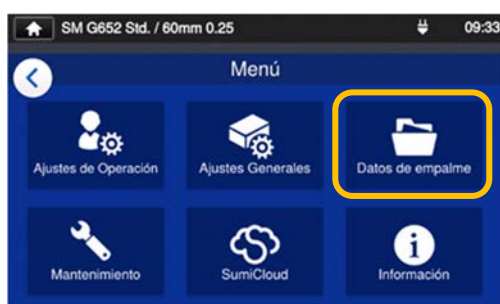 SM G652 Std. / 60mm 0.25 09:33
Menú
Ajustes de Operación Ajustes Generales Datos de empalme
Mantenimiento SumiCloud Información